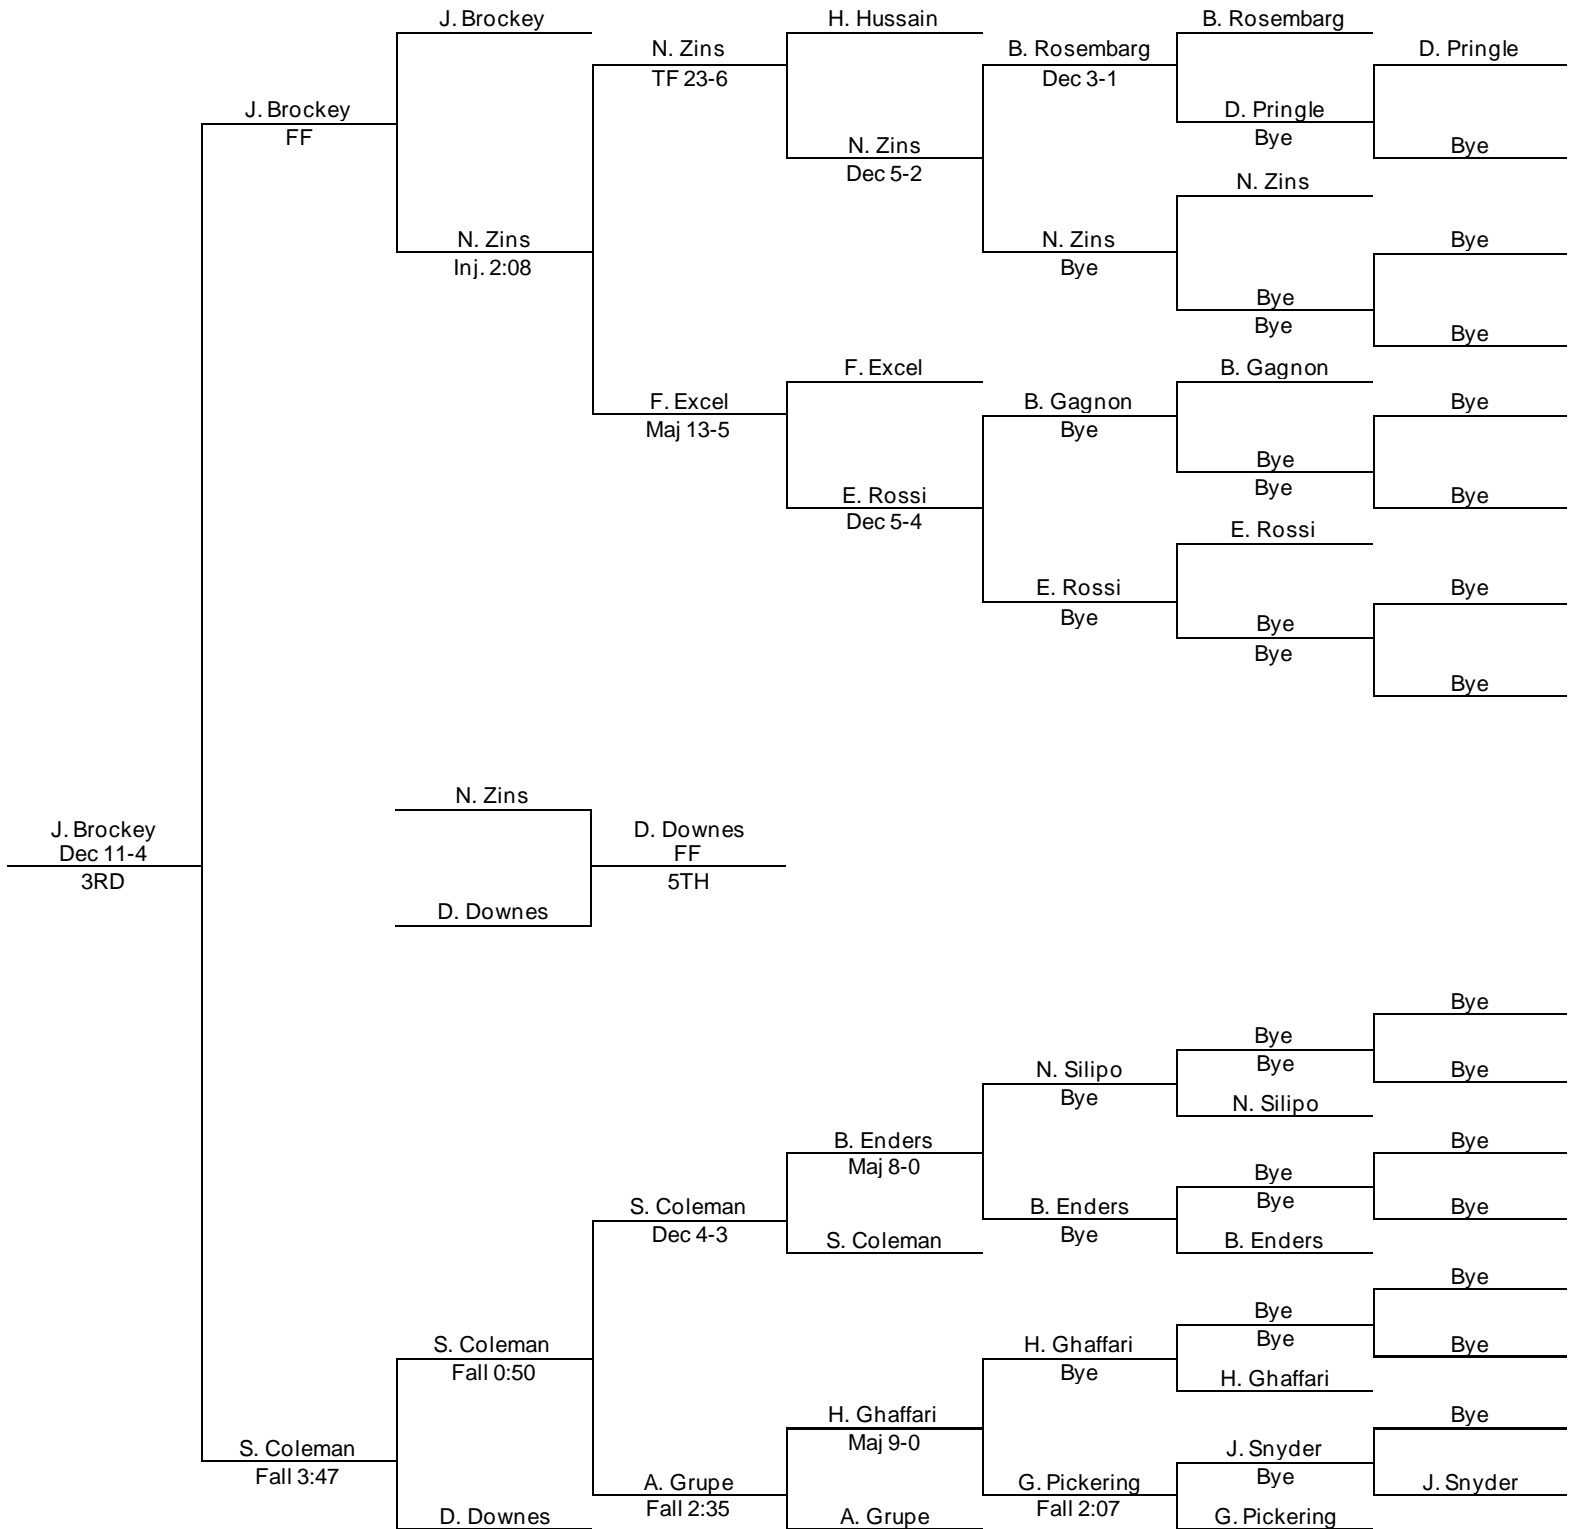 J. Brockey
H. Hussain
B. Rosembarg
N. Zins
B. Rosembarg
D. Pringle
TF 23-6
Dec 3-1
J. Brockey
D. Pringle
FF
Bye
N. Zins
Bye
Dec 5-2
N. Zins
N. Zins
N. Zins
Bye
Inj. 2:08
Bye
Bye
Bye
Bye
F. Excel
B. Gagnon
F. Excel
B. Gagnon
Bye
Maj 13-5
Bye
Bye
Bye
E. Rossi
Bye
Dec 5-4
E. Rossi
E. Rossi
Bye
Bye
Bye
Bye
Bye
N. Zins
J. Brockey
D. Downes
Dec 11-4
FF
3RD
5TH
D. Downes
Bye
Bye
N. Silipo
Bye
Bye
Bye
N. Silipo
B. Enders
Bye
Maj 8-0
Bye
S. Coleman
B. Enders
Bye
Bye
Dec 4-3
S. Coleman
Bye
B. Enders
Bye
Bye
S. Coleman
H. Ghaffari
Bye
Bye
Fall 0:50
Bye
H. Ghaffari
H. Ghaffari
Bye
S. Coleman
Maj 9-0
J. Snyder
Fall 3:47
A. Grupe
G. Pickering
Bye
J. Snyder
D. Downes
Fall 2:35
A. Grupe
Fall 2:07
G. Pickering